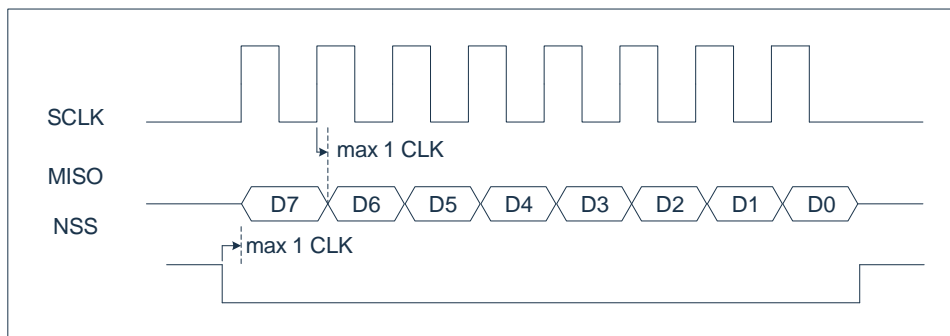 SCLK
max 1 CLK
MISO
D7 D6 D5 D4 D3 D2 D1 D0
NSS
max 1 CLK